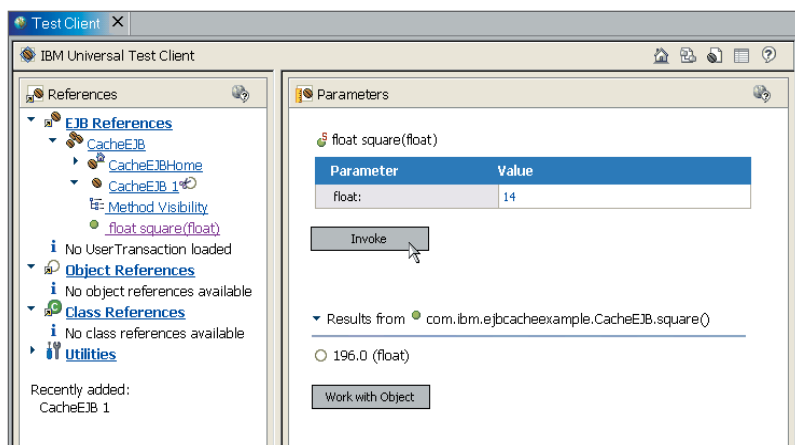 Test Client
IBM Universal Test Client
References
EJB References
CacheEJB
CacheEJBHome
CacheEJB 1
Method Visibility
float square(float)
No UserTransaction loaded
Object References
No object references available
Class References
No class references available
Utilities
Recently added:
CacheEJB 1
Parameters
float square(float)
Parameter Value
float: 14
Invoke
Results from com.ibm.ejbcacheexample.CacheEJB.square()
196.0 (float)
Work with Object